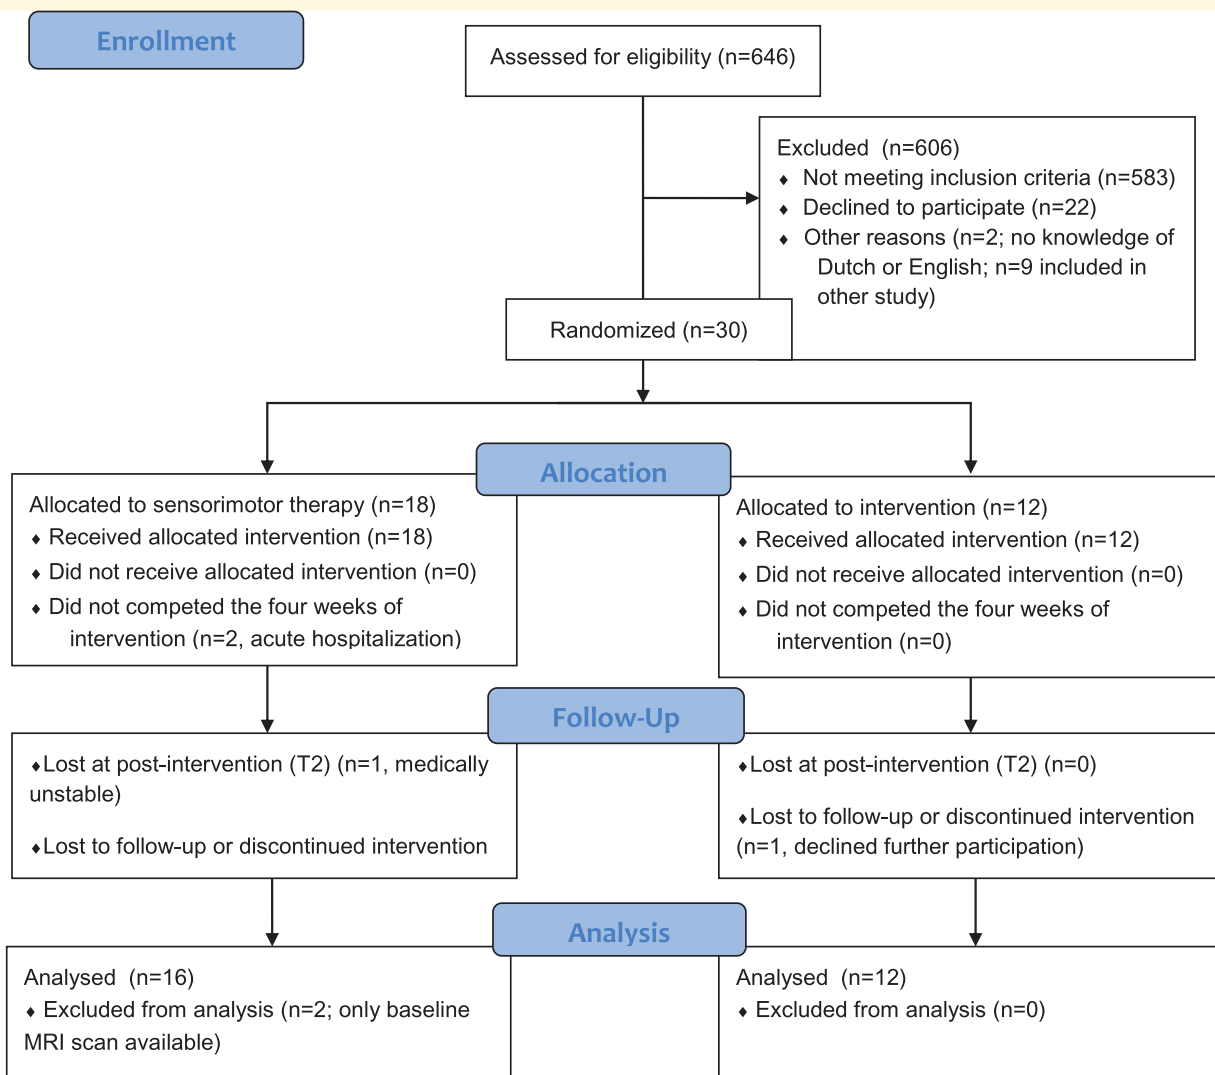 Enrollment
Assessed for eligibility (n=646)
Excluded (n=606)
♦ Not meeting inclusion criteria (n=583)
♦ Declined to participate (n=22)
♦ Other reasons (n=2; no knowledge of
Dutch or English; n=9 included in
other study)
Randomized (n=30)
Allocation
Allocated to sensorimotor therapy (n=18)
♦ Received allocated intervention (n=18)
♦ Did not receive allocated intervention (n=0)
♦ Did not competed the four weeks of
intervention (n=2, acute hospitalization)
Allocated to intervention (n=12)
♦ Received allocated intervention (n=12)
♦ Did not receive allocated intervention (n=0)
♦ Did not competed the four weeks of
intervention (n=0)
Follow-Up
♦Lost at post-intervention (T2) (n=1, medically
unstable)
♦Lost to follow-up or discontinued intervention
♦Lost at post-intervention (T2) (n=0)
♦Lost to follow-up or discontinued intervention
(n=1, declined further participation)
Analysis
Analysed (n=16)
♦ Excluded from analysis (n=2; only baseline
MRI scan available)
Analysed (n=12)
♦ Excluded from analysis (n=0)